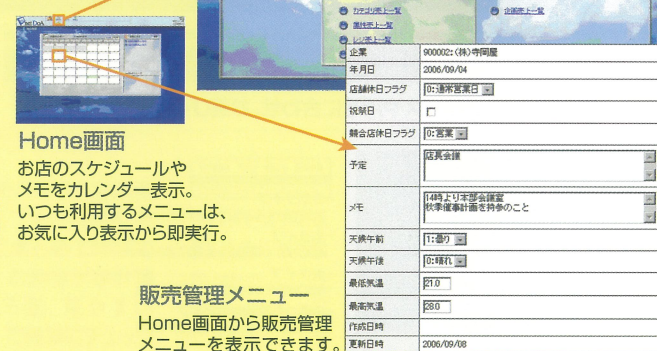 カテゴリ売上一覧
企画売上一覧
属性売上一覧
レジ売上一覧
企業 900002:(株)寺岡屋
年月日 2006/09/04
店舗休日フラグ 0:通常営業日
祝祭日
競合店休日フラグ 0:営業
予定 店長会議
メモ 14時より本部会議室
秋季催事計画を持参のこと
天候午前 1:曇り
天候午後 0:晴れ
最低気温 21.0
最高気温 28.0
作成日時
更新日時 2006/09/08
Home画面
お店のスケジュールや
メモをカレンダー表示。
いつも利用するメニューは、
お気に入り表示から即実行。
販売管理メニュー
Home画面から販売管理
メニューを表示できます。